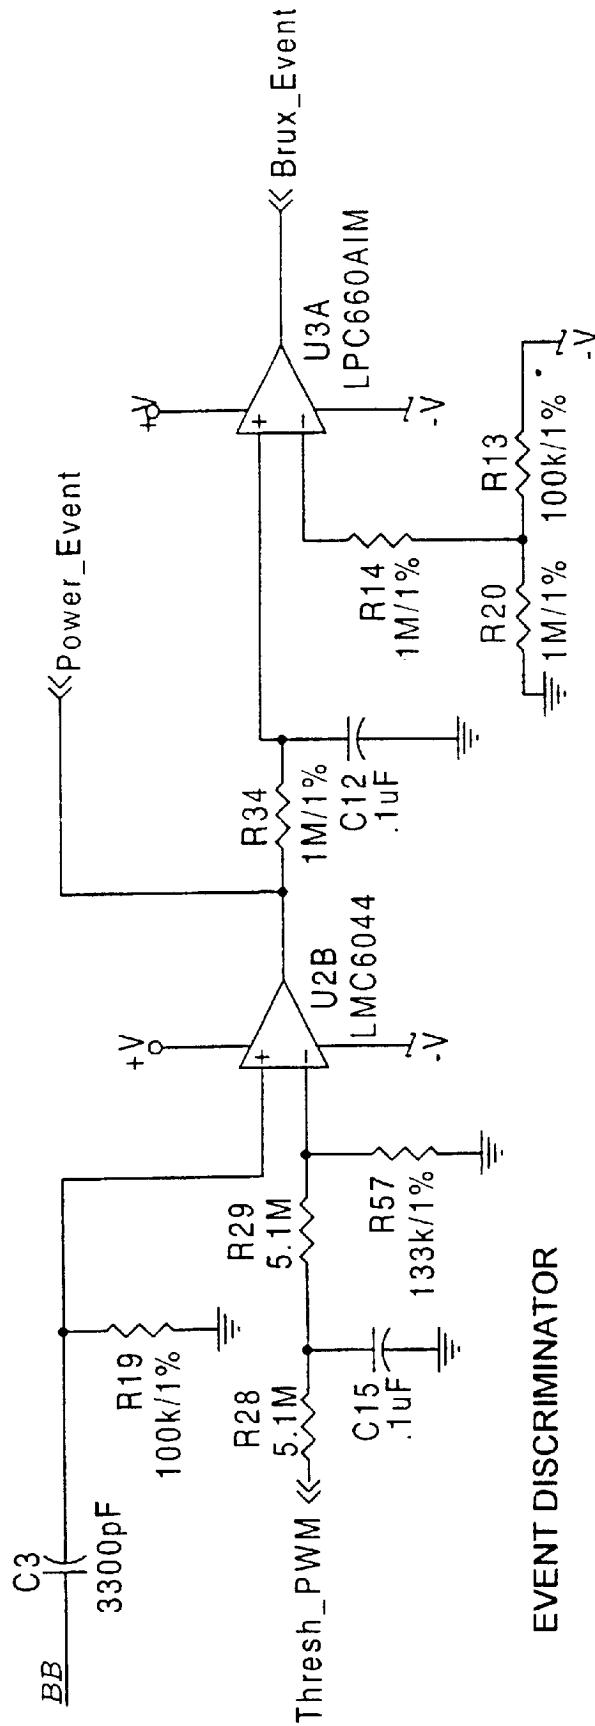 BB
C3
3300pF
R19
100k/1%
Thresh_PWM
R28
5.1M
C15
.1uF
R29
5.1M
R57
133k/1%
+V
+
-
-V
U2B
LMC6044
Power_Event
R34
1M/1%
C12
.1uF
+V
+
-
-V
U3A
LPC660AIM
Brux_Event
R14
1M/1%
R20
1M/1%
R13
100k/1%
-V
EVENT DISCRIMINATOR